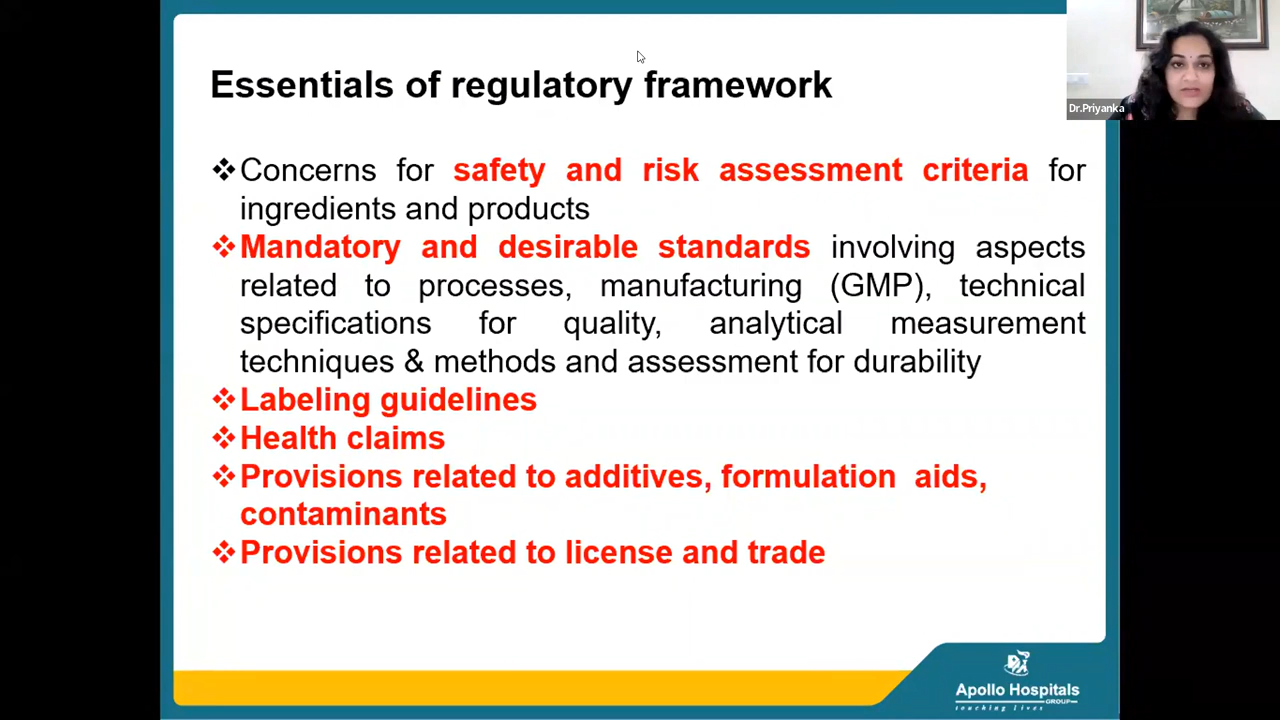 Essentials of regulatory framework
Dr.Priyanka
❖Concerns for safety and risk assessment criteria for
ingredients and products
❖Mandatory and desirable standards involving aspects
related to processes, manufacturing (GMP), technical
specifications for quality, analytical measurement
techniques & methods and assessment for durability
❖Labeling guidelines
❖Health claims
❖Provisions related to additives, formulation aids,
contaminants
❖Provisions related to license and trade
Apollo Hospitals
GROUP
teaching lives